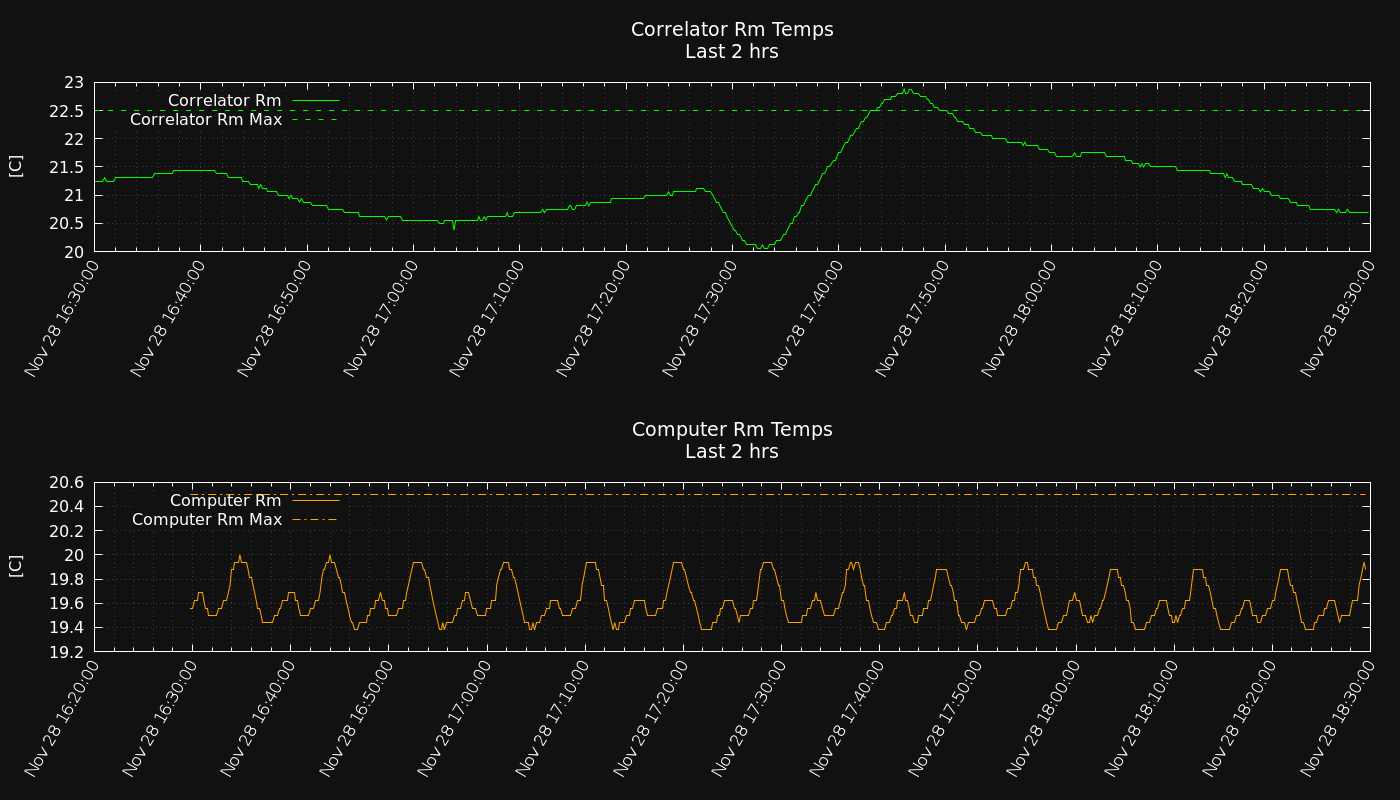 Correlator Rm Temps
Last 2 hrs
23
22.5
22
21.5
21
20.5
20
[C]
Correlator Rm
Correlator Rm Max
Nov 28 16:30:00
Nov 28 16:40:00
Nov 28 16:50:00
Nov 28 17:00:00
Nov 28 17:10:00
Nov 28 17:20:00
Nov 28 17:30:00
Nov 28 17:40:00
Nov 28 17:50:00
Nov 28 18:00:00
Nov 28 18:10:00
Nov 28 18:20:00
Nov 28 18:30:00
Computer Rm Temps
Last 2 hrs
20.6
20.4
20.2
20
19.8
19.6
19.4
19.2
[C]
Computer Rm
Computer Rm Max
Nov 28 16:20:00
Nov 28 16:30:00
Nov 28 16:40:00
Nov 28 16:50:00
Nov 28 17:00:00
Nov 28 17:10:00
Nov 28 17:20:00
Nov 28 17:30:00
Nov 28 17:40:00
Nov 28 17:50:00
Nov 28 18:00:00
Nov 28 18:10:00
Nov 28 18:20:00
Nov 28 18:30:00